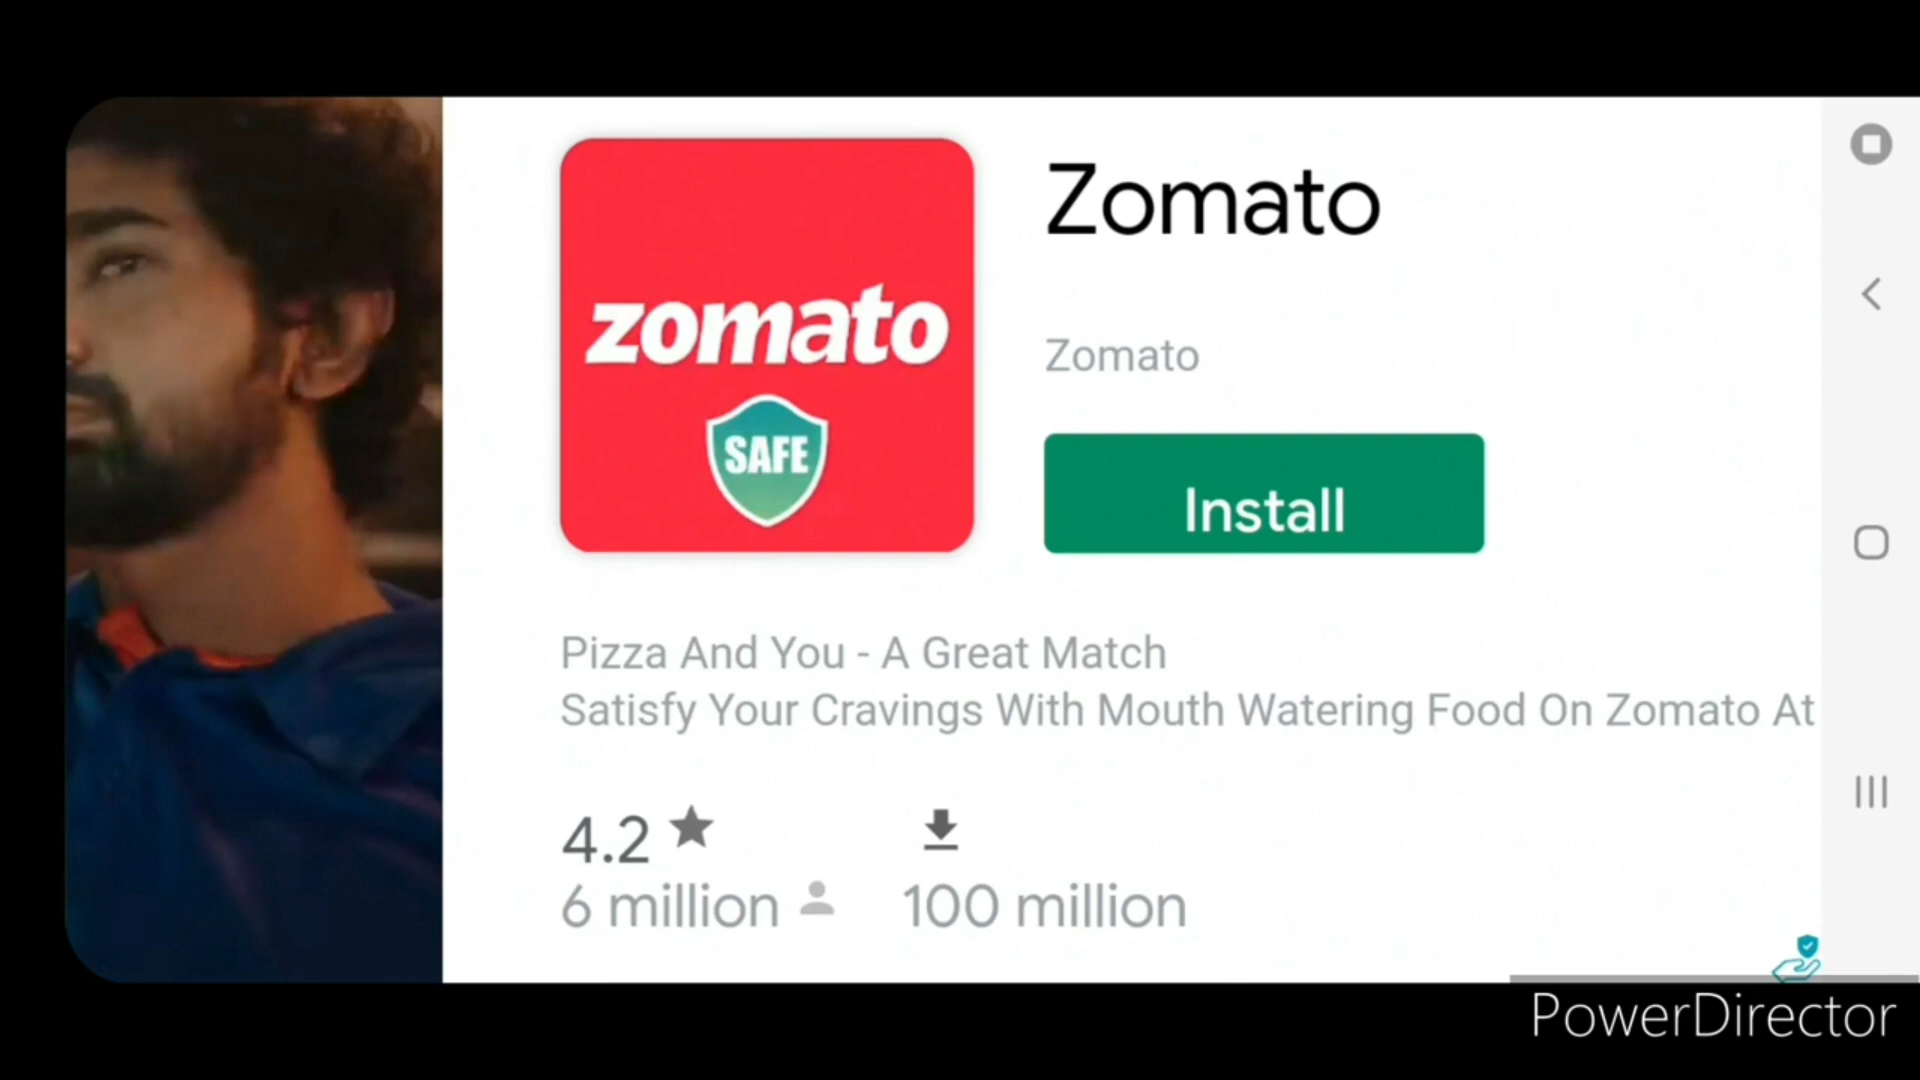 Zomato
zomato
SAFE
Zomato
Install
Pizza And You - A Great Match
Satisfy Your Cravings With Mouth Watering Food On Zomato At
4.2
6 million
100 million
PowerDirector